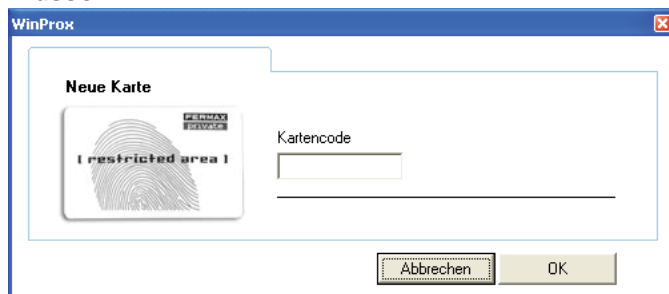 WinProx
Neue Karte
FERMAX
private
[ restricted area ]
Kartencode
Abbrechen
OK